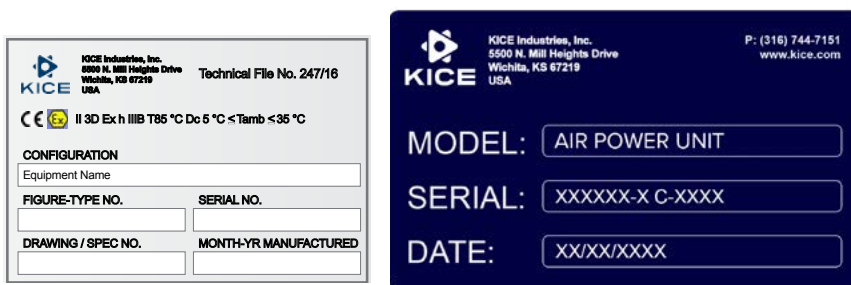 KICE
KICE Industries, Inc.
5500 N. Mill Heights Drive
Wichita, KS 67219
USA
Technical File No. 247/16
CE Ex II 3D Ex h IIIB T85 °C Dc 5 °C ≤ Tamb ≤ 35 °C
CONFIGURATION
Equipment Name
FIGURE-TYPE NO. SERIAL NO.
DRAWING / SPEC NO. MONTH-YR MANUFACTURED
KICE
KICE Industries, Inc.
5500 N. Mill Heights Drive
Wichita, KS 67219
USA
P: (316) 744-7151
www.kice.com
MODEL: AIR POWER UNIT
SERIAL: XXXXXX-X C-XXXX
DATE: XX/XX/XXXX